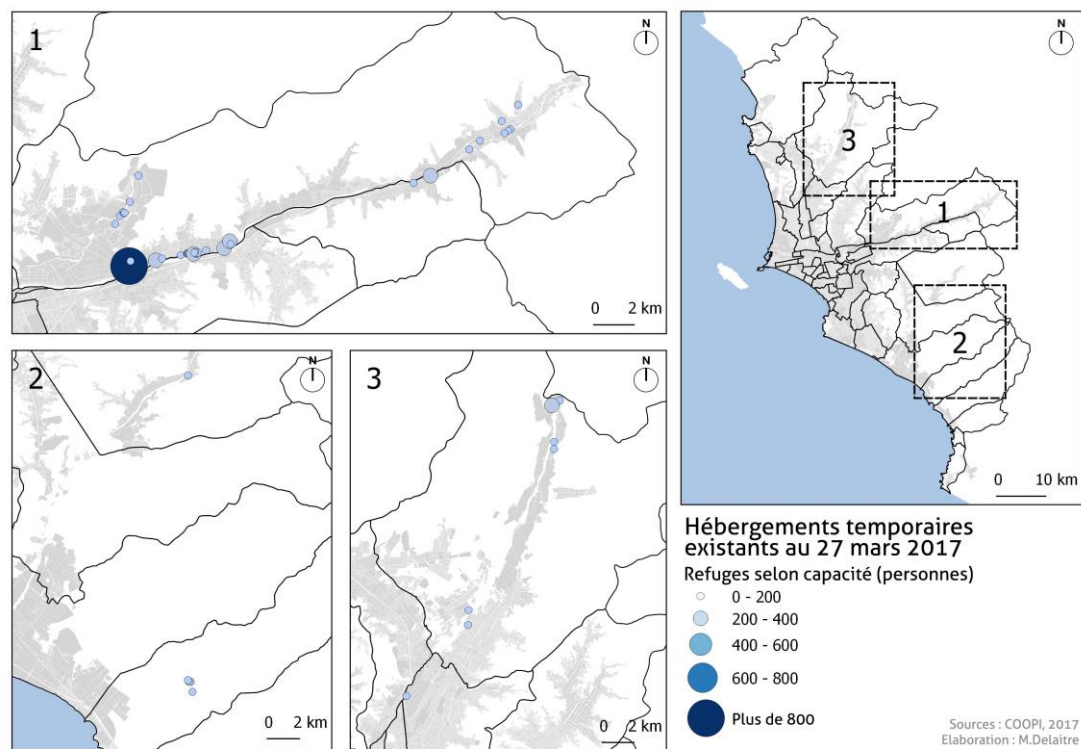 1
N
0 2 km
2
N
0 2 km
3
N
0 2 km
N
3
1
2
0 10 km
Hébergements temporaires
existants au 27 mars 2017
Refuges selon capacité (personnes)
0 - 200
200 - 400
400 - 600
600 - 800
Plus de 800
Sources : COOPI, 2017
Elaboration : M.Delaitre